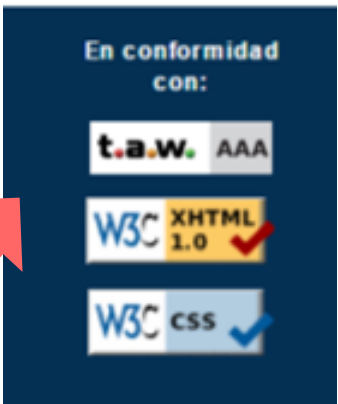 En conformidad
con:
t.a.w. AAA
W3C XHTML
1.0
W3C CSS